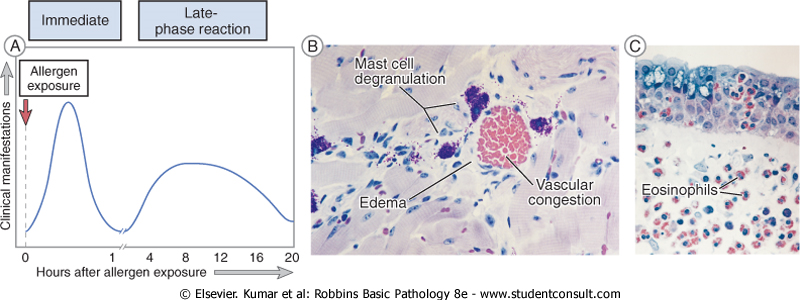 Immediate
Late-
phase reaction
A
Allergen
exposure
Clinical manifestations
0 1 4 8 12 16 20
Hours after allergen exposure
B
Mast cell
degranulation
Edema
Vascular
congestion
C
Eosinophils
© Elsevier. Kumar et al: Robbins Basic Pathology 8e - www.studentconsult.com